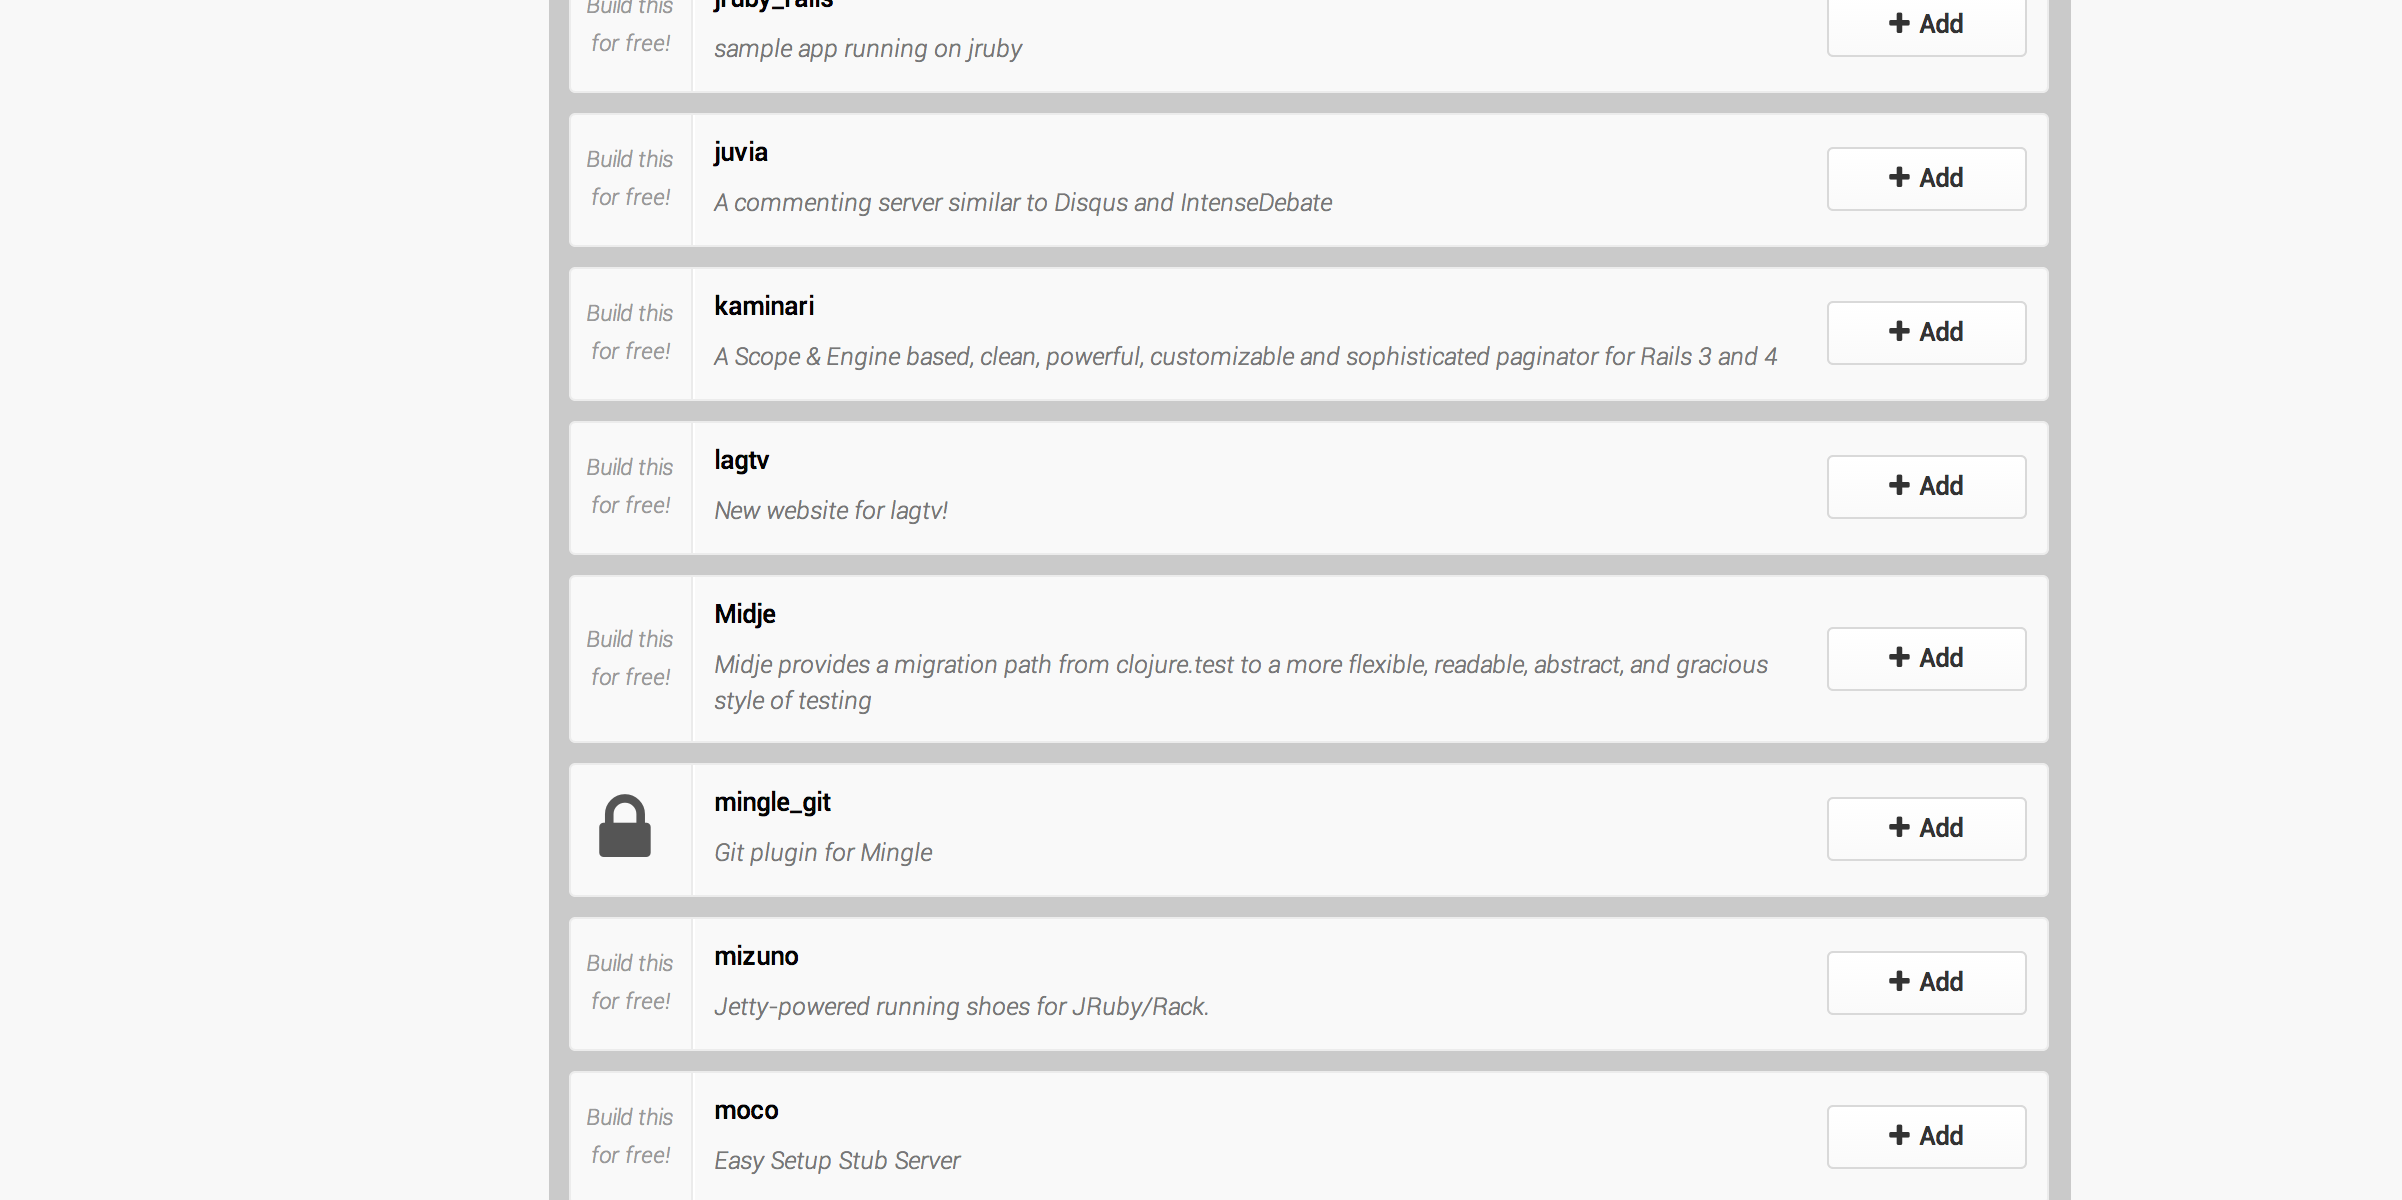 Build this
for free!
jruby_rails
sample app running on jruby
Add
Build this
for free!
juvia
A commenting server similar to Disqus and IntenseDebate
Add
Build this
for free!
kaminari
A Scope & Engine based, clean, powerful, customizable and sophisticated paginator for Rails 3 and 4
Add
Build this
for free!
lagtv
New website for lagtv!
Add
Build this
for free!
Midje
Midje provides a migration path from clojure.test to a more flexible, readable, abstract, and gracious
style of testing
Add
mingle_git
Git plugin for Mingle
Add
Build this
for free!
mizuno
Jetty-powered running shoes for JRuby/Rack.
Add
Build this
for free!
moco
Easy Setup Stub Server
Add